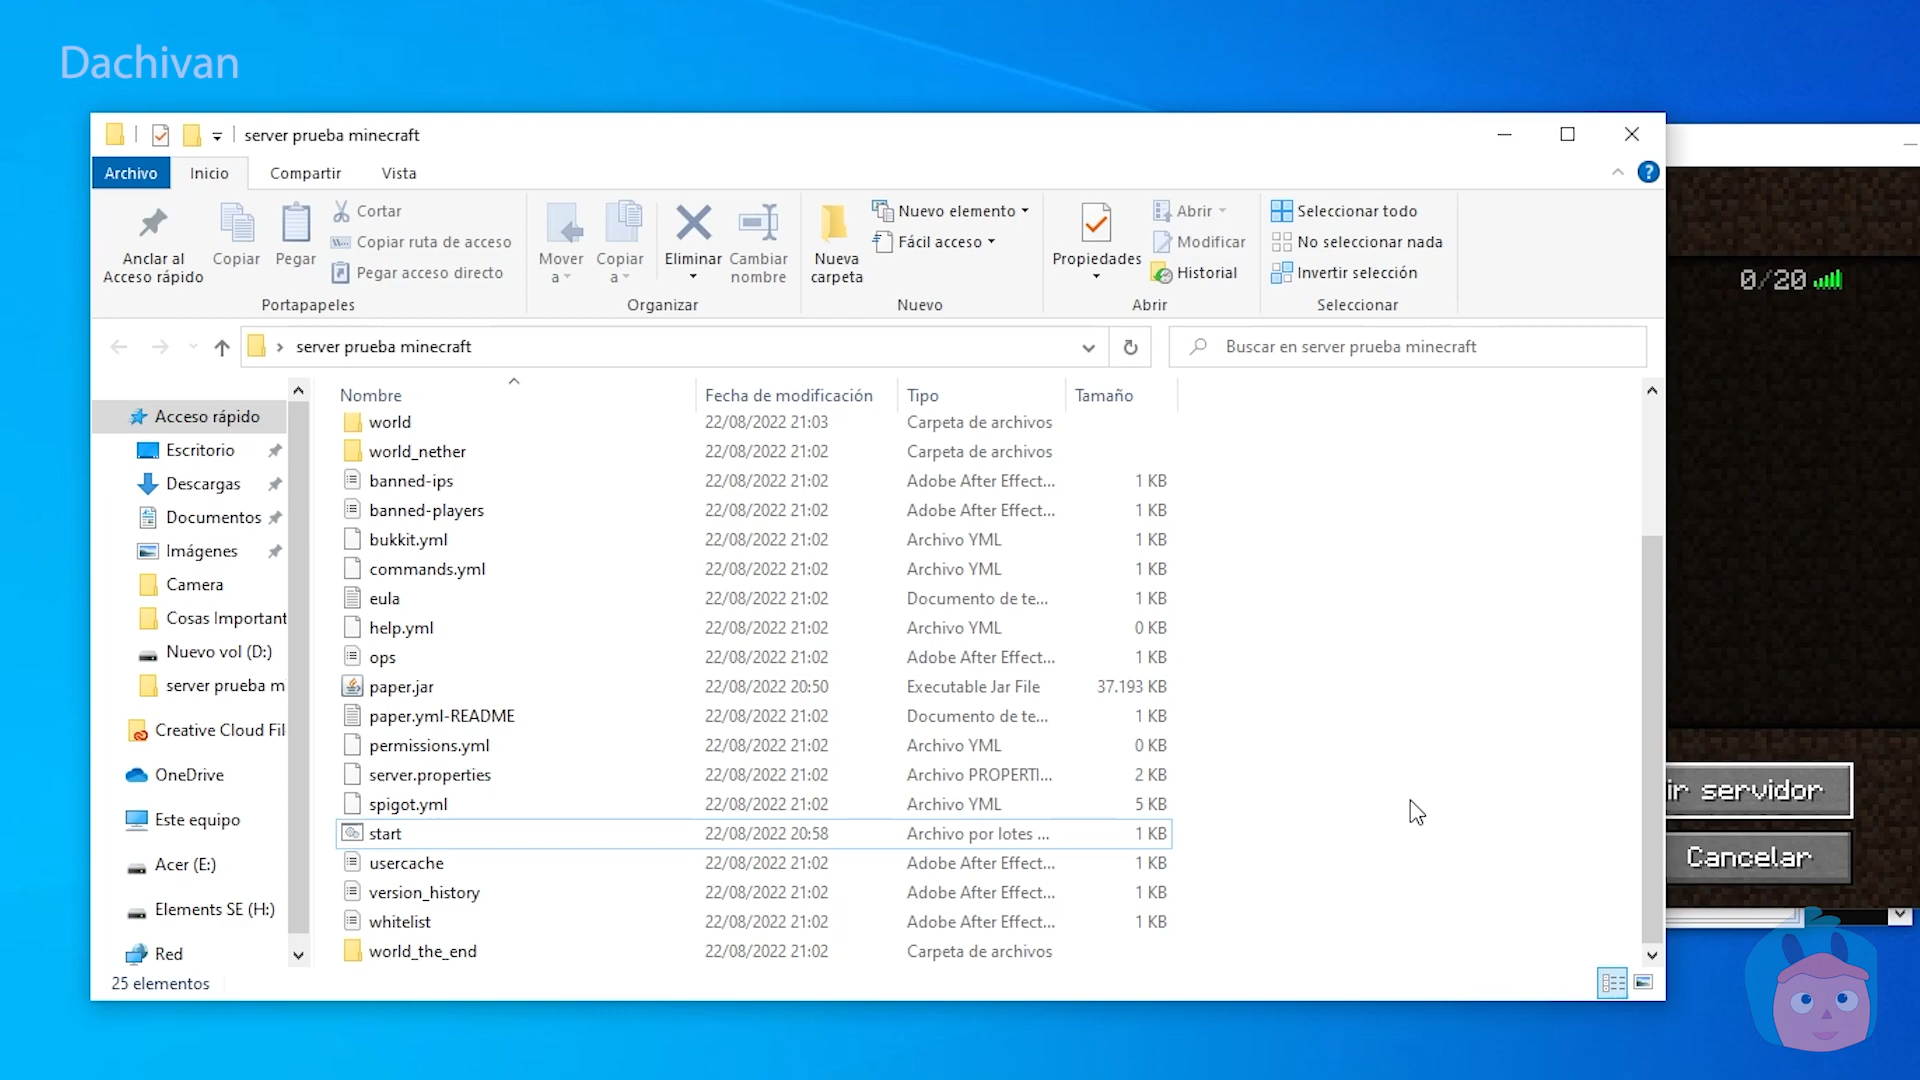 Dachivan
server prueba minecraft
Archivo
Inicio
Compartir
Vista
Anclar al
Acceso rápido
Copiar
Pegar
Cortar
Copiar ruta de acceso
Pegar acceso directo
Portapapeles
Mover
a
Copiar
a
Eliminar
Cambiar
nombre
Organizar
Nueva
carpeta
Nuevo elemento
Fácil acceso
Nuevo
Propiedades
Abrir
Modificar
Historial
Abrir
Seleccionar todo
No seleccionar nada
Invertir selección
Seleccionar
server prueba minecraft
Buscar en server prueba minecraft
0/20
Acceso rápido
Escritorio
Descargas
Documentos
Imágenes
Camera
Cosas Important
Nuevo vol (D:)
server prueba m
Creative Cloud Fil
OneDrive
Este equipo
Acer (E:)
Elements SE (H:)
Red
Nombre Fecha de modificación Tipo Tamaño
world 22/08/2022 21:03 Carpeta de archivos
world_nether 22/08/2022 21:02 Carpeta de archivos
banned-ips 22/08/2022 21:02 Adobe After Effect... 1 KB
banned-players 22/08/2022 21:02 Adobe After Effect... 1 KB
bukkit.yml 22/08/2022 21:02 Archivo YML 1 KB
commands.yml 22/08/2022 21:02 Archivo YML 1 KB
eula 22/08/2022 21:02 Documento de te... 1 KB
help.yml 22/08/2022 21:02 Archivo YML 0 KB
ops 22/08/2022 21:02 Adobe After Effect... 1 KB
paper.jar 22/08/2022 20:50 Executable Jar File 37.193 KB
paper.yml-README 22/08/2022 21:02 Documento de te... 1 KB
permissions.yml 22/08/2022 21:02 Archivo YML 0 KB
server.properties 22/08/2022 21:02 Archivo PROPERTI... 2 KB
spigot.yml 22/08/2022 21:02 Archivo YML 5 KB
start 22/08/2022 20:58 Archivo por lotes ... 1 KB
usercache 22/08/2022 21:02 Adobe After Effect... 1 KB
version_history 22/08/2022 21:02 Adobe After Effect... 1 KB
whitelist 22/08/2022 21:02 Adobe After Effect... 1 KB
world_the_end 22/08/2022 21:02 Carpeta de archivos
ir servidor
Cancelar
25 elementos